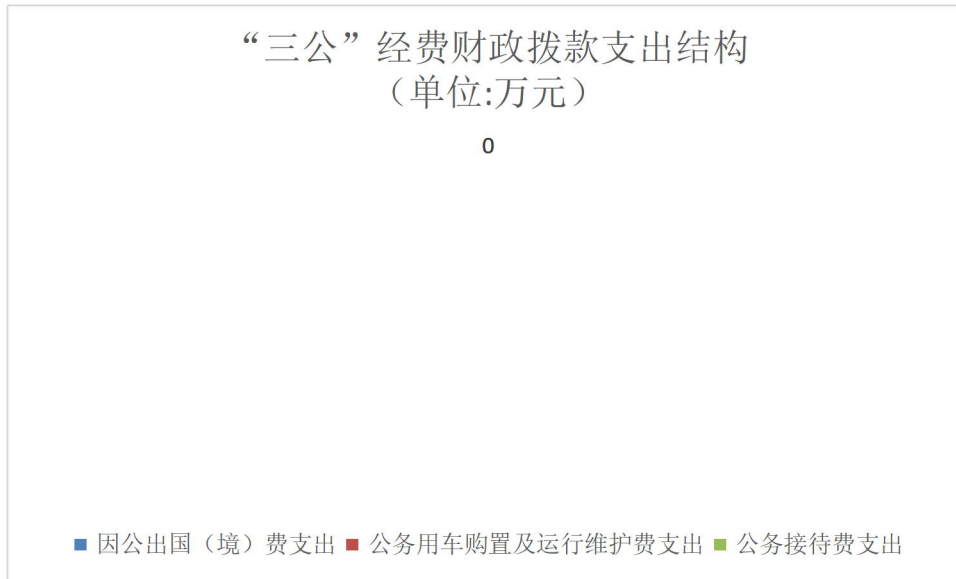 “三公”经费财政拨款支出结构
（单位:万元）
0
因公出国（境）费支出 公务用车购置及运行维护费支出 公务接待费支出